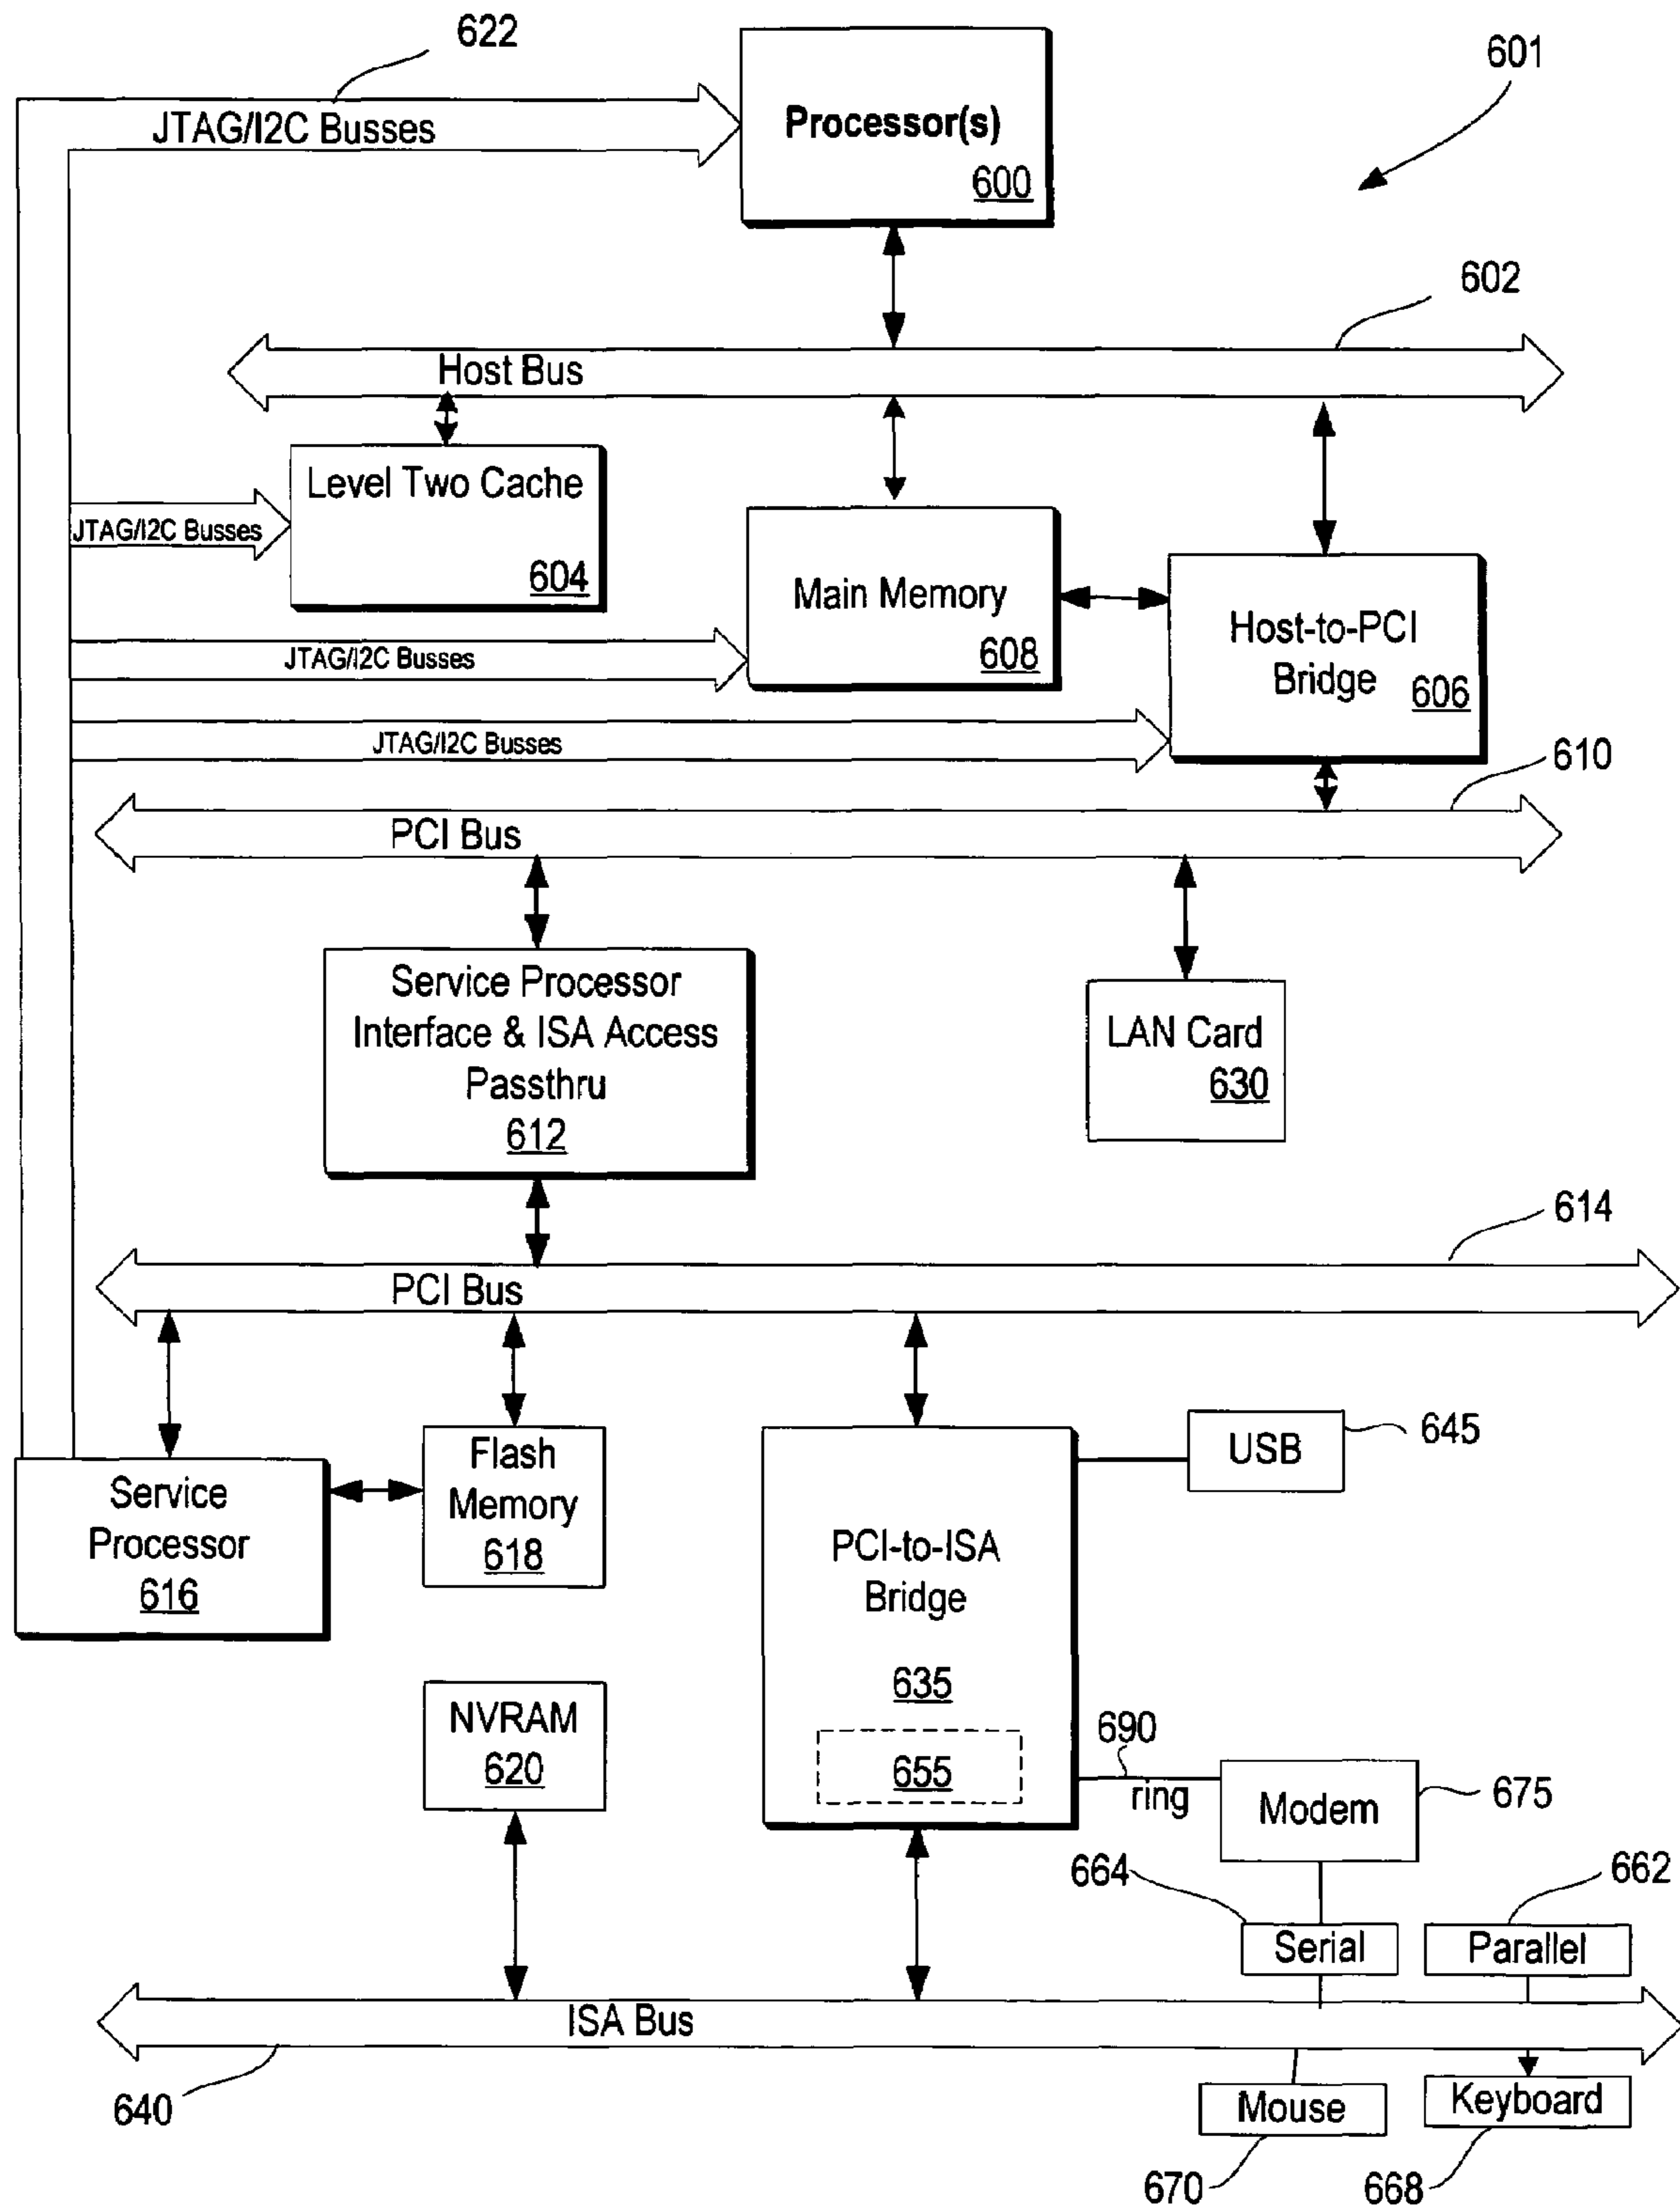 622
601
JTAG/I2C Busses
Processor(s)
600
602
Host Bus
Level Two Cache
604
JTAG/I2C Busses
Main Memory
608
Host-to-PCI
Bridge
606
JTAG/I2C Busses
JTAG/I2C Busses
610
PCI Bus
Service Processor
Interface & ISA Access
Passthru
612
LAN Card
630
614
PCI Bus
Service
Processor
616
Flash
Memory
618
USB
645
PCI-to-ISA
Bridge
635
655
NVRAM
620
690
ring
Modem
675
664
662
Serial
Parallel
ISA Bus
640
Mouse
Keyboard
670
668